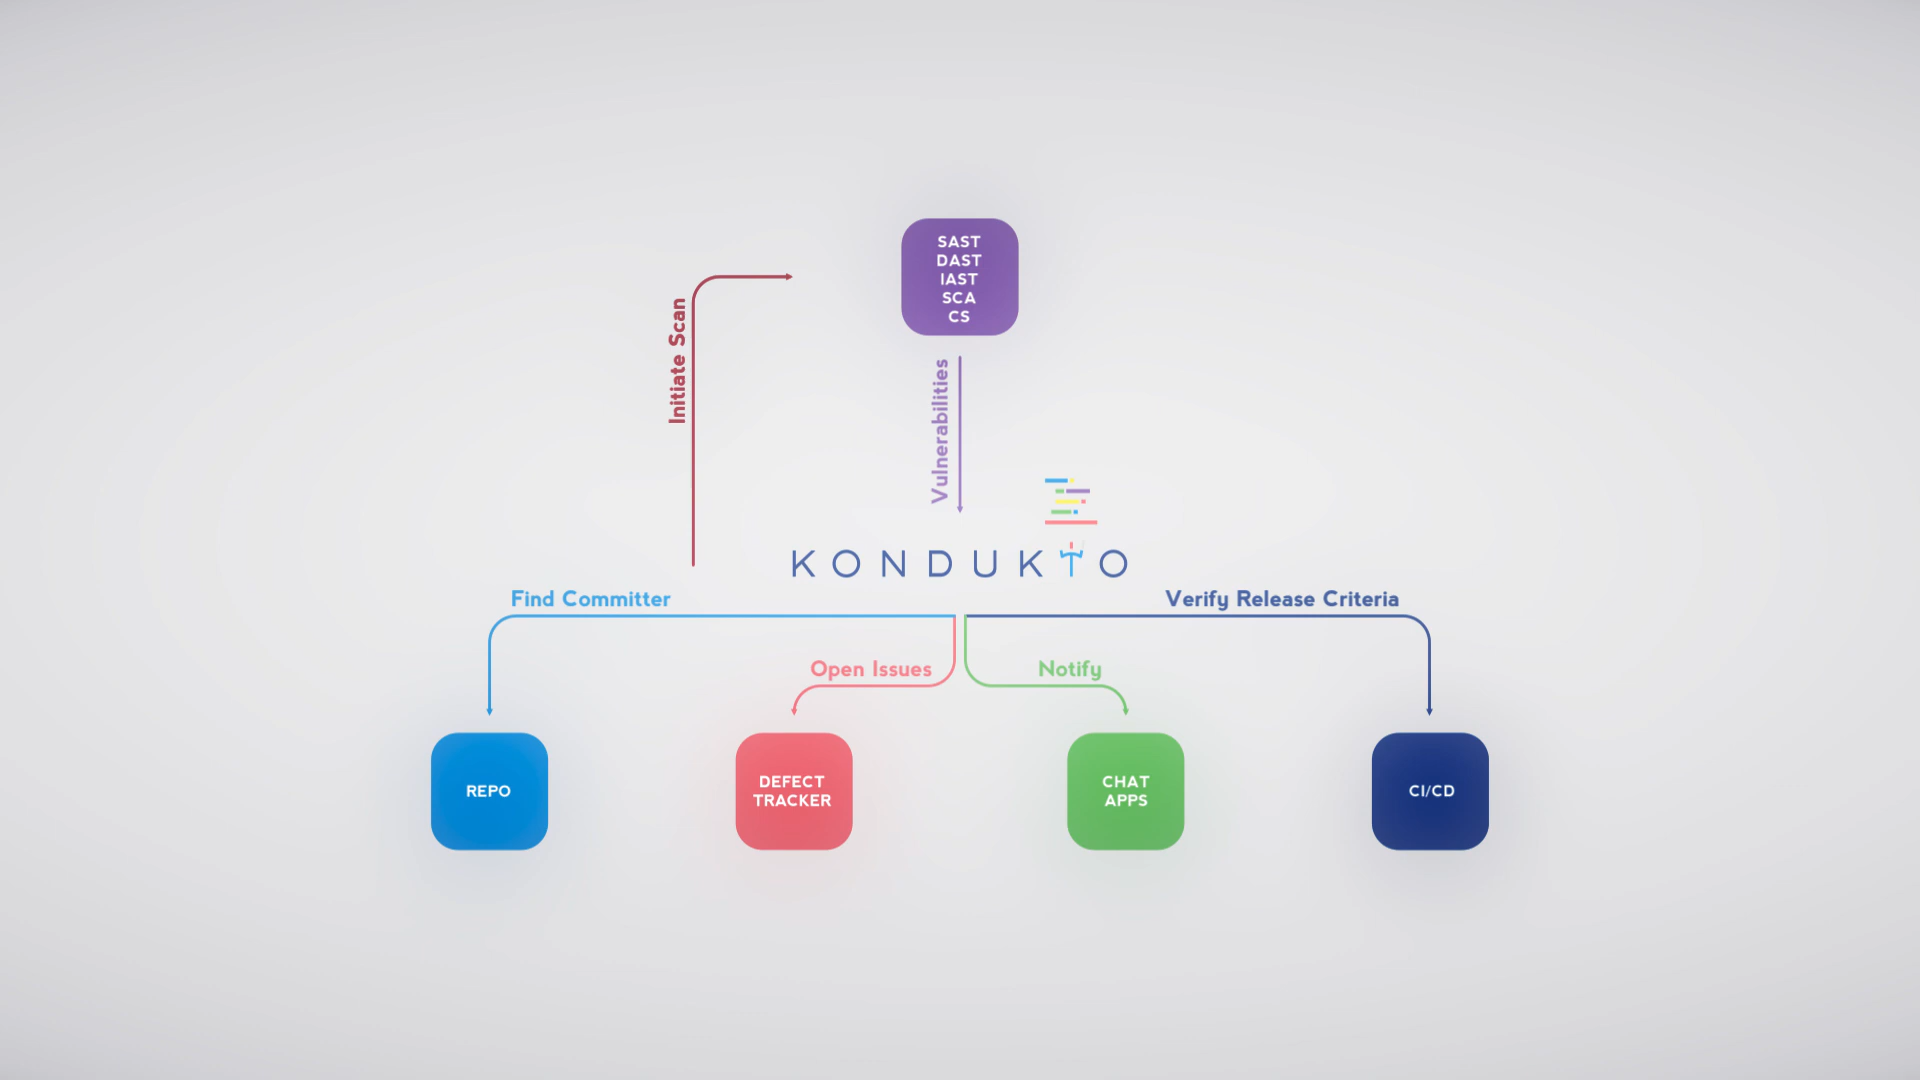 SAST
DAST
IAST
SCA
CS
Initiate Scan
Vulnerabilities
KONDUKTO
Find Committer
Verify Release Criteria
Open Issues
Notify
REPO
DEFECT
TRACKER
CHAT
APPS
CI/CD